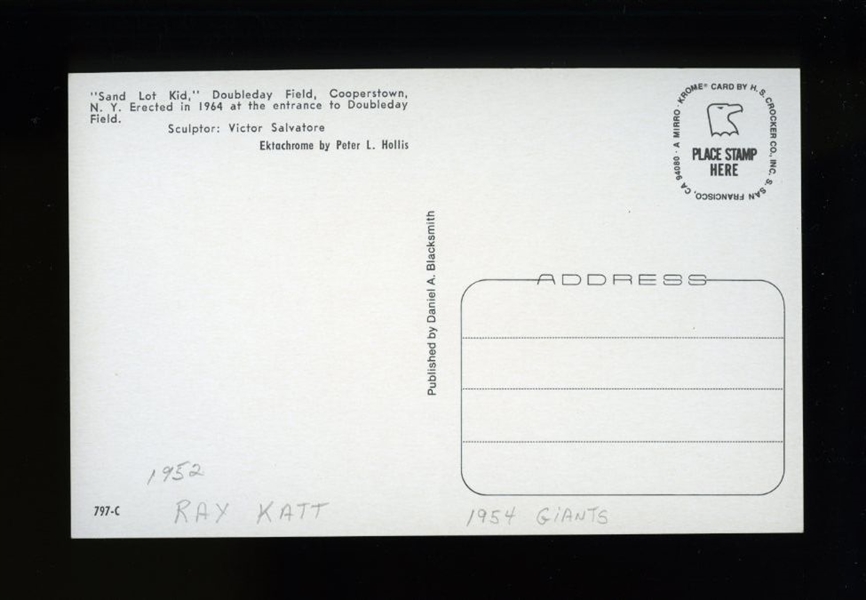 "Sand Lot Kid," Doubleday Field, Cooperstown,
N. Y. Erected in 1964 at the entrance to Doubleday
Field.
Sculptor: Victor Salvatore
Ektachrome by Peter L. Hollis
A MIRRO-KROME® CARD BY H. S. CROCKER CO., INC. S. SAN FRANCISCO, CA 94080
PLACE STAMP
HERE
Published by Daniel A. Blacksmith
ADDRESS
1952
797-C
RAY KATT
1954 GIANTS